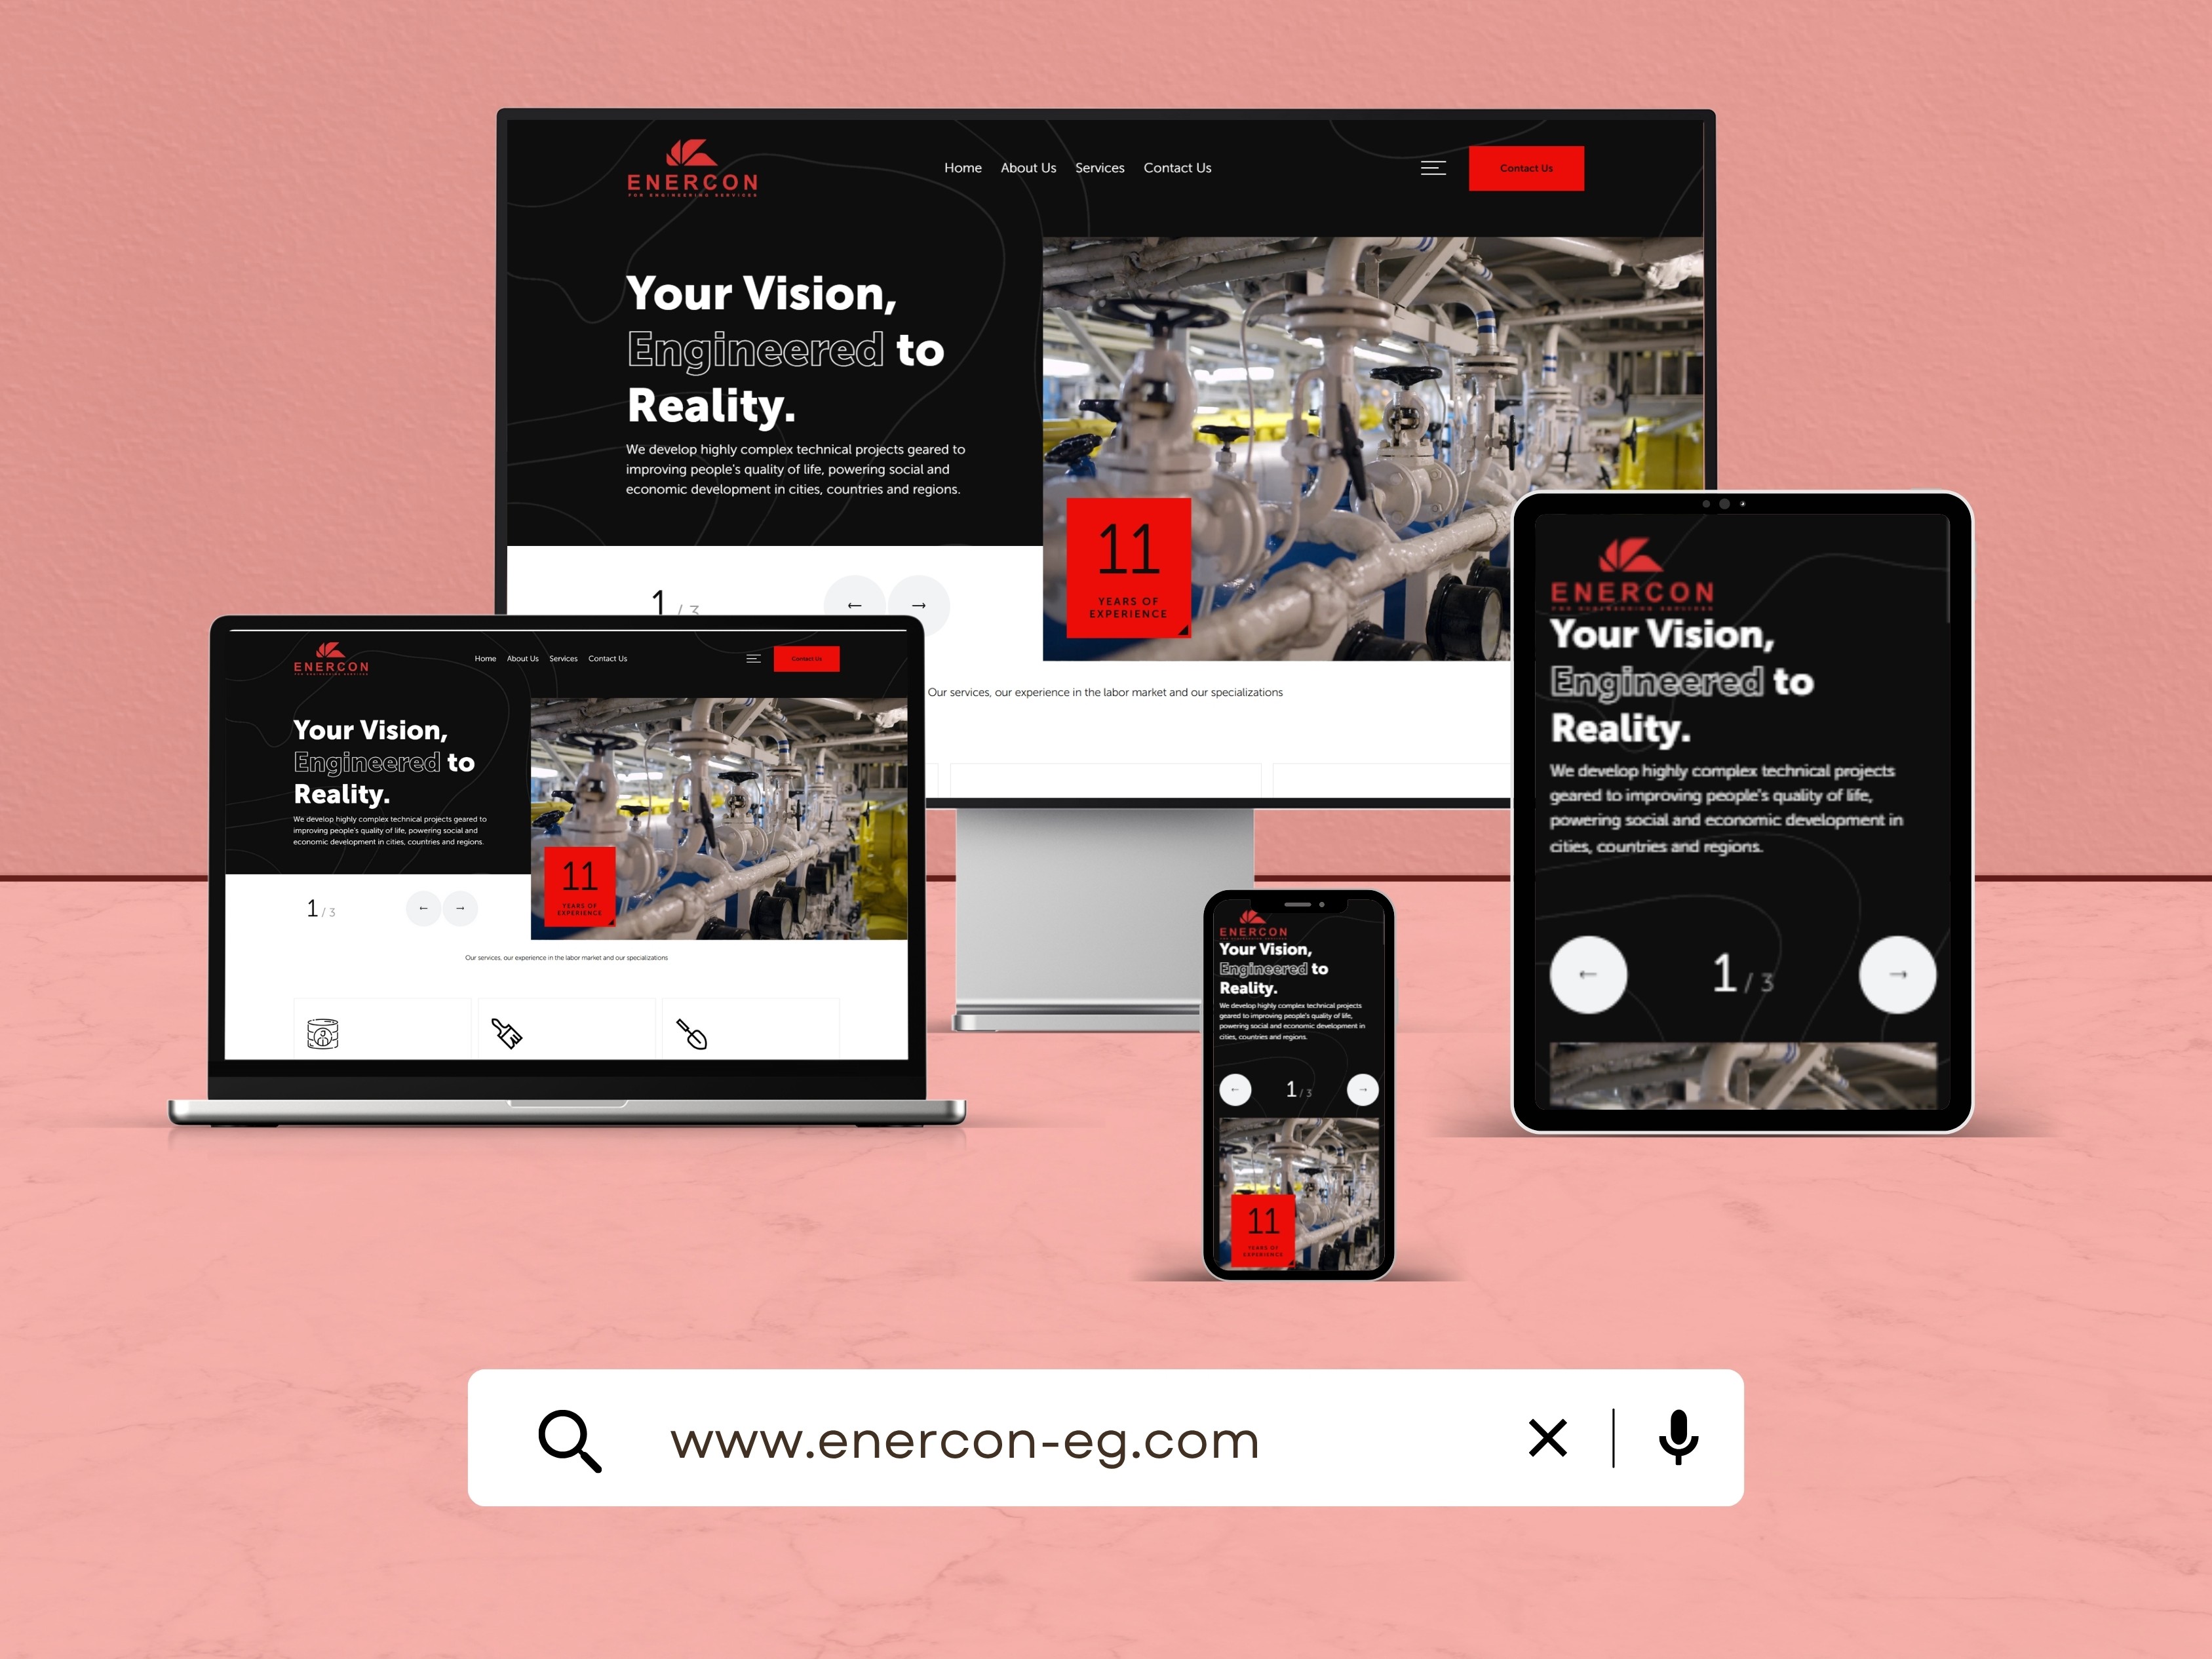 ENERCON
FOR ENGINEERING SERVICES
Home About Us Services Contact Us
Contact Us
Your Vision,
Engineered to
Reality.
We develop highly complex technical projects geared to
improving people's quality of life, powering social and
economic development in cities, countries and regions.
1 / 3
← →
11
YEARS OF
EXPERIENCE
Our services, our experience in the labor market and our specializations
ENERCON
FOR ENGINEERING SERVICES
Home About Us Services Contact Us
Contact Us
Your Vision,
Engineered to
Reality.
We develop highly complex technical projects geared to
improving people's quality of life, powering social and
economic development in cities, countries and regions.
1 / 3
← →
11
YEARS OF
EXPERIENCE
Our services, our experience in the labor market and our specializations
ENERCON
Your Vision,
Engineered to
Reality.
We develop highly complex technical projects
geared to improving people's quality of life,
powering social and economic development in
cities, countries and regions.
← 1 / 3 →
11
YEARS OF
EXPERIENCE
ENERCON
FOR ENGINEERING SERVICES
Your Vision,
Engineered to
Reality.
We develop highly complex technical projects
geared to improving people's quality of life,
powering social and economic development in
cities, countries and regions.
← 1 / 3 →
www.enercon-eg.com